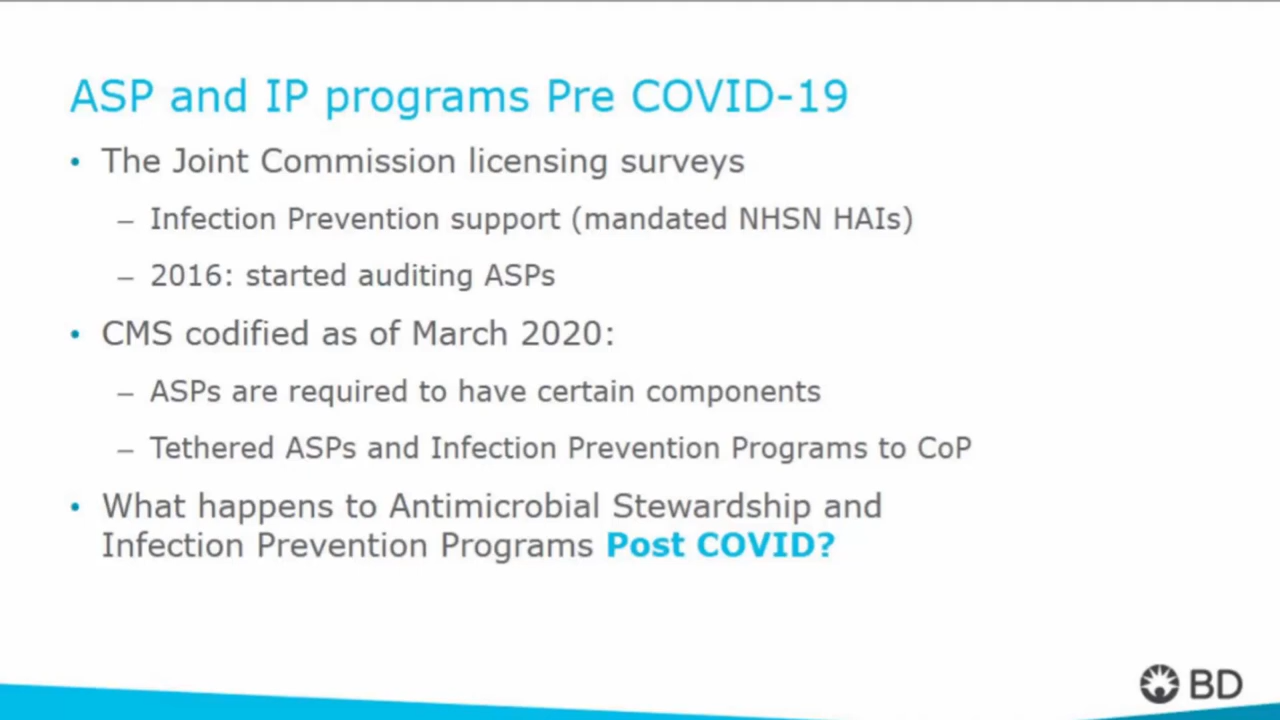 ASP and IP programs Pre COVID-19
• The Joint Commission licensing surveys
– Infection Prevention support (mandated NHSN HAIs)
– 2016: started auditing ASPs
• CMS codified as of March 2020:
– ASPs are required to have certain components
– Tethered ASPs and Infection Prevention Programs to CoP
• What happens to Antimicrobial Stewardship and
Infection Prevention Programs Post COVID?
BD